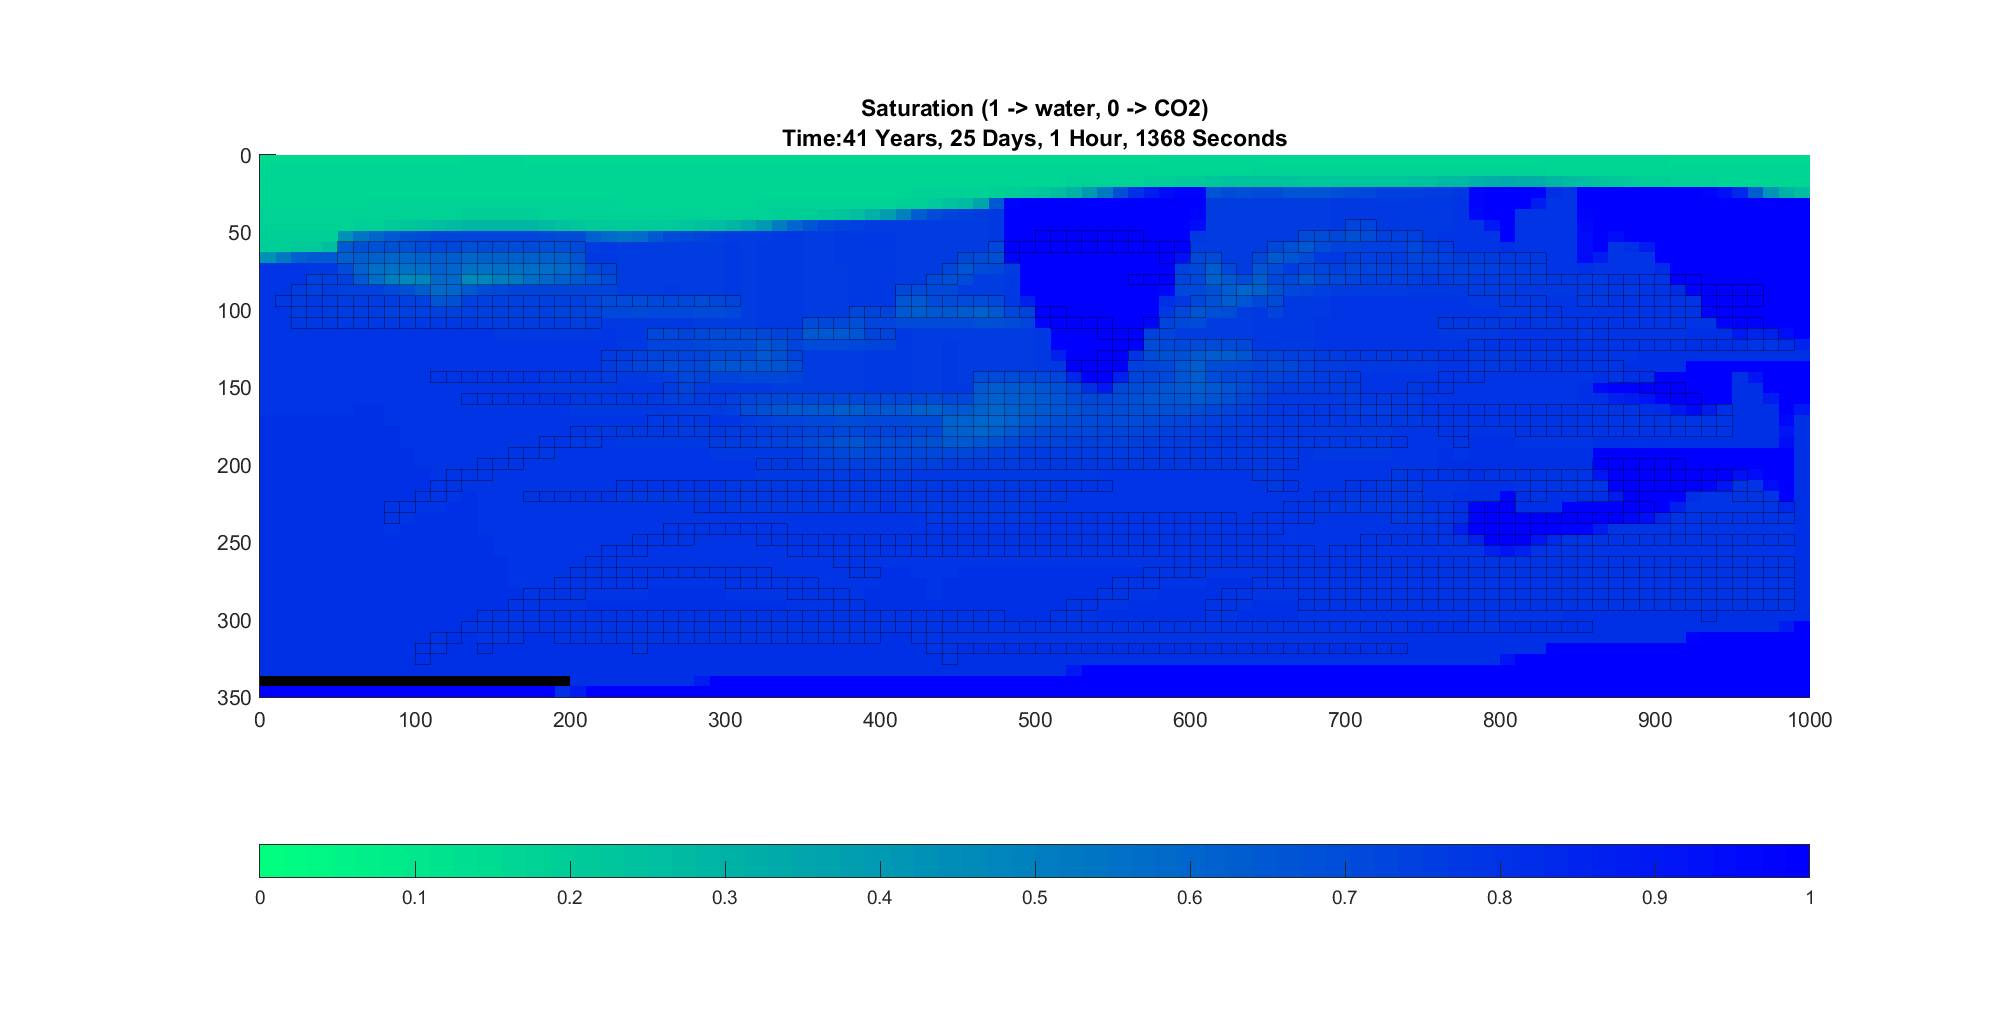 Saturation (1 -> water, 0 -> CO2)
Time:41 Years, 25 Days, 1 Hour, 1368 Seconds
0
50
100
150
200
250
300
350
0 100 200 300 400 500 600 700 800 900 1000
0 0.1 0.2 0.3 0.4 0.5 0.6 0.7 0.8 0.9 1